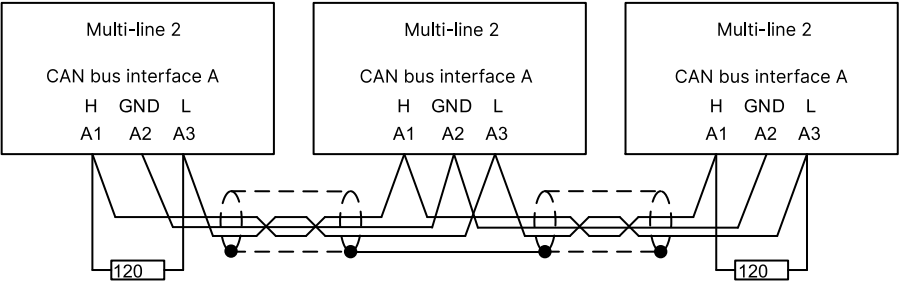 Multi-line 2 Multi-line 2 Multi-line 2
CAN bus interface A CAN bus interface A CAN bus interface A
H GND L H GND L H GND L
A1 A2 A3 A1 A2 A3 A1 A2 A3
120 120